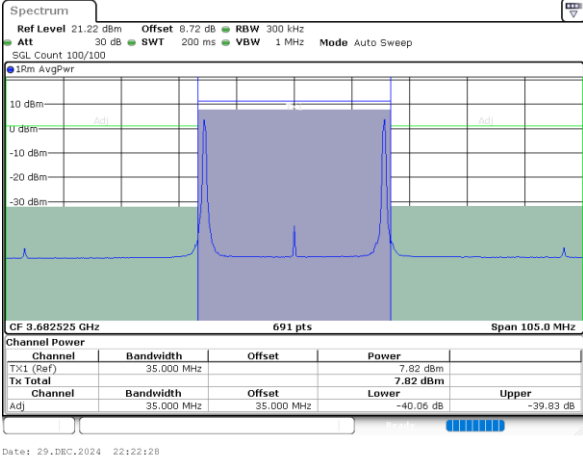 Spectrum
Ref Level 21.22 dBm Offset 8.72 dB RBW 300 kHz
Att 30 dB SWT 200 ms VBW 1 MHz Mode Auto Sweep
SGL Count 100/100
1Rm AvgPwr
10 dBm
Adj Adj
0 dBm
-10 dBm
-20 dBm
-30 dBm
CF 3.682525 GHz 691 pts Span 105.0 MHz
Channel Power
Channel Bandwidth Offset Power
TX1 (Ref) 35.000 MHz 7.82 dBm
Tx Total 7.82 dBm
Channel Bandwidth Offset Lower Upper
Adj 35.000 MHz 35.000 MHz -40.06 dB -39.83 dB
Ready
Date: 29.DEC.2024 22:22:28